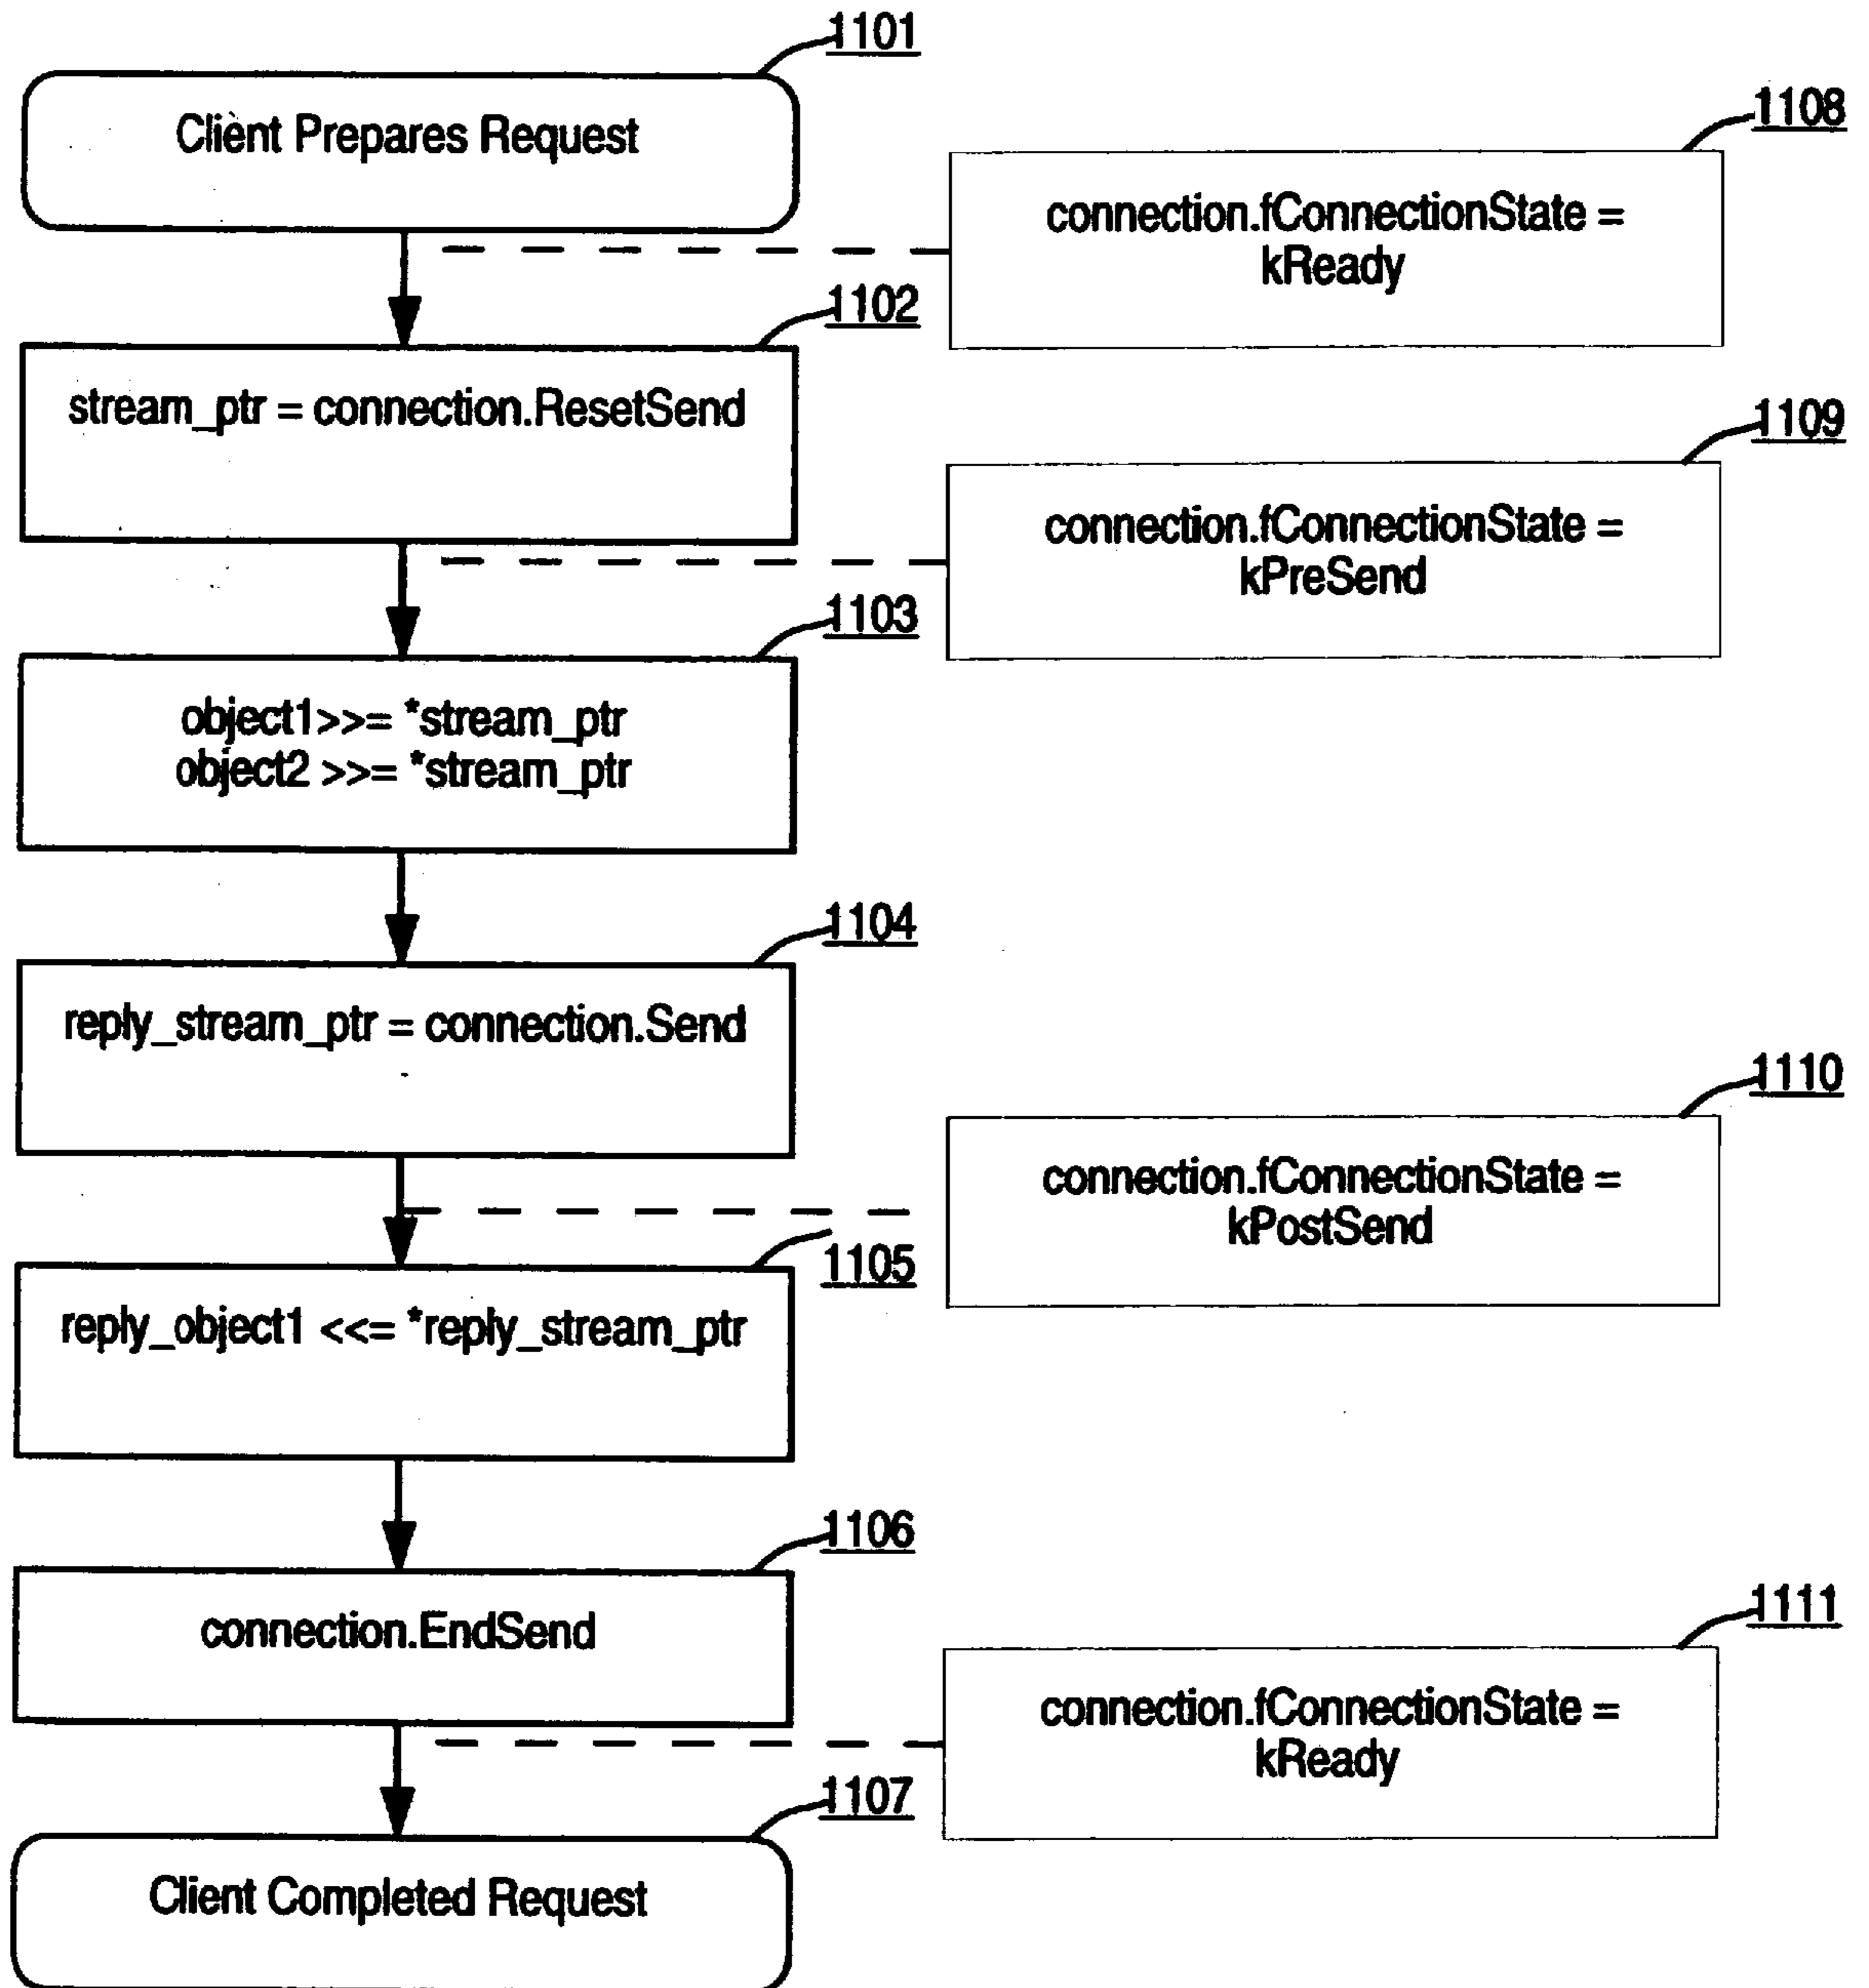 1101
Client Prepares Request
1108
connection.fConnectionState =
kReady
1102
stream_ptr = connection.ResetSend
1109
connection.fConnectionState =
kPreSend
1103
object1>>= *stream_ptr
object2 >>= *stream_ptr
1104
reply_stream_ptr = connection.Send
1110
connection.fConnectionState =
kPostSend
1105
reply_object1 <<= *reply_stream_ptr
1106
connection.EndSend
1111
connection.fConnectionState =
kReady
1107
Client Completed Request